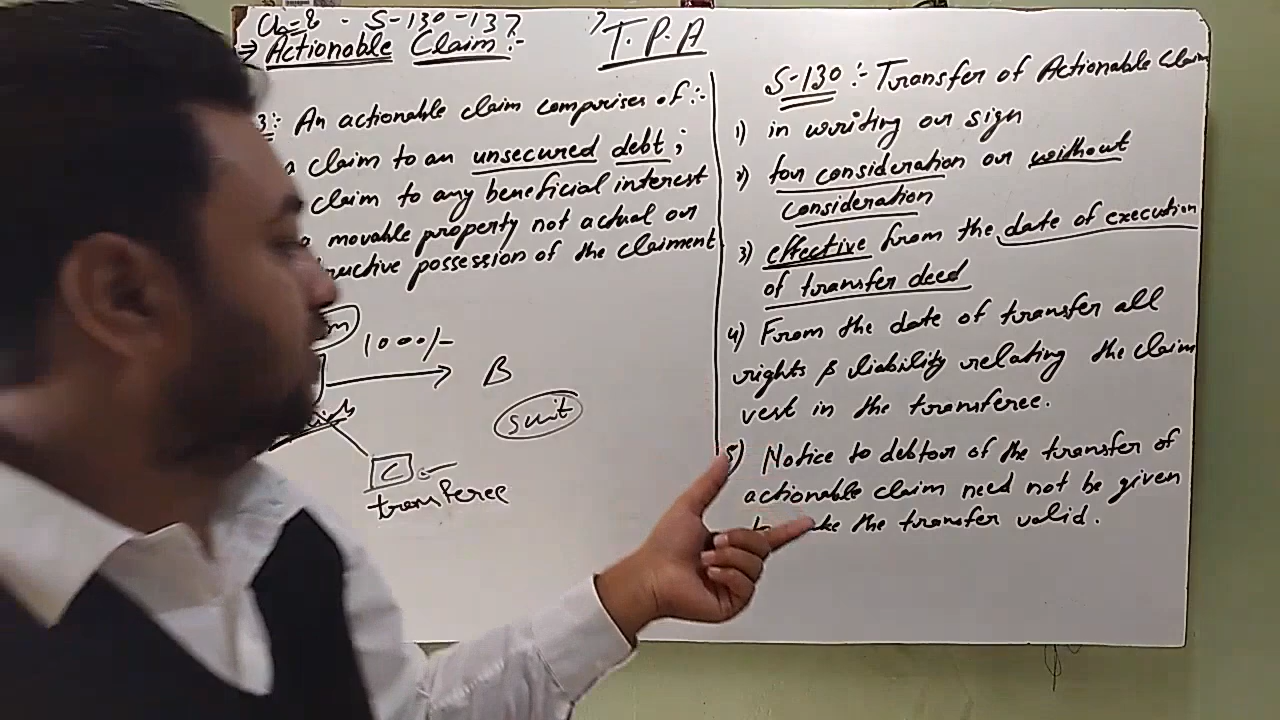 Ch=8 - S-130-137
⇒ Actionable Claim:-
T.P.A
3:- An actionable claim comprises of:-
a claim to an unsecured debt;
claim to any beneficial interest
movable property not actual or
possession of the claiment
1000/-
B
suit
C
transferee
S-130:- Transfer of Actionable Claim
1) in writing or sign
2) for consideration or without
consideration
3) effective from the date of execution
of transfer deed
4) From the date of transfer all
rights & liability relating the claim
vest in the transferee.
5) Notice to debtor of the transfer of
actionable claim need not be given
the transfer valid.